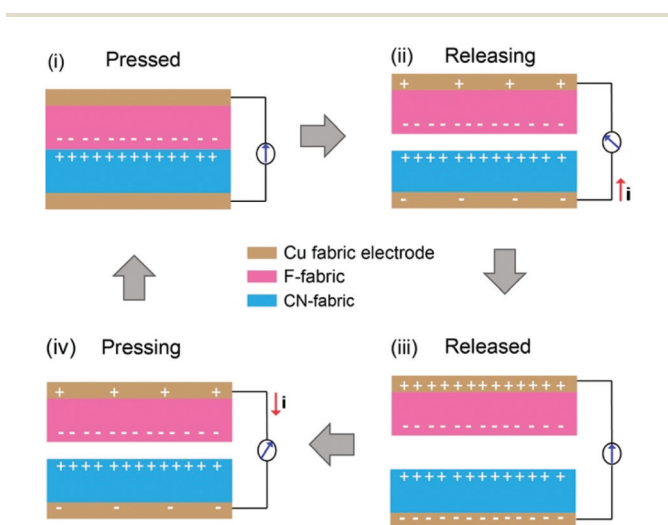 (i) Pressed
(ii) Releasing
i
Cu fabric electrode
F-fabric
CN-fabric
(iv) Pressing
(iii) Released
i